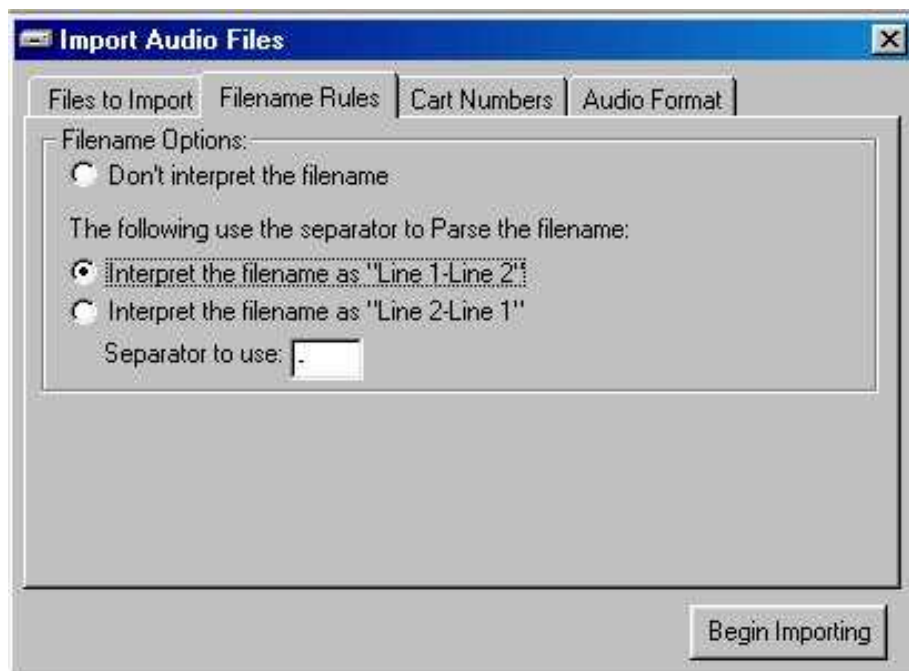 Import Audio Files
Files to Import Filename Rules Cart Numbers Audio Format
Filename Options:
Don't interpret the filename
The following use the separator to Parse the filename:
Interpret the filename as "Line 1-Line 2"
Interpret the filename as "Line 2-Line 1"
Separator to use: -
Begin Importing